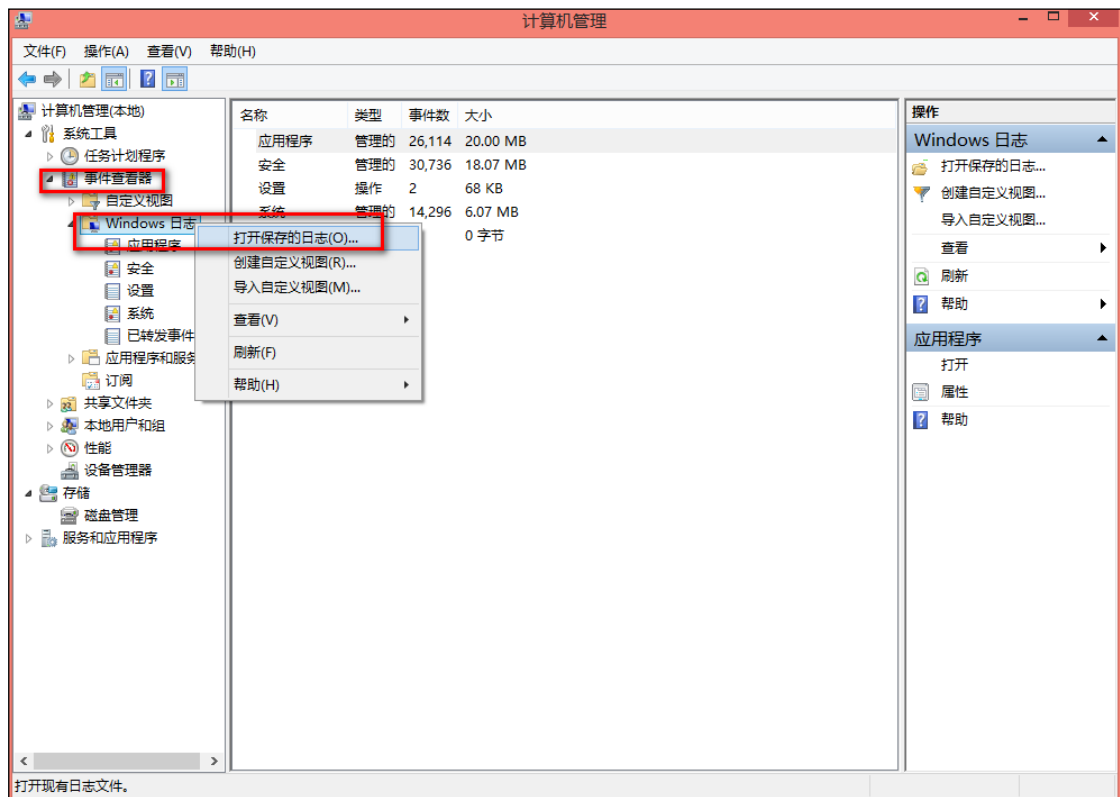 计算机管理
文件(F) 操作(A) 查看(V) 帮助(H)
计算机管理(本地)
系统工具
任务计划程序
事件查看器
自定义视图
Windows 日志
应用程序
安全
设置
系统
已转发事件
应用程序和服务
订阅
共享文件夹
本地用户和组
性能
设备管理器
存储
磁盘管理
服务和应用程序
名称 类型 事件数 大小
应用程序 管理的 26,114 20.00 MB
安全 管理的 30,736 18.07 MB
设置 操作 2 68 KB
系统 管理的 14,296 6.07 MB
0 字节
打开保存的日志(O)...
创建自定义视图(R)...
导入自定义视图(M)...
查看(V)
刷新(F)
帮助(H)
操作
Windows 日志
打开保存的日志...
创建自定义视图...
导入自定义视图...
查看
刷新
帮助
应用程序
打开
属性
帮助
打开现有日志文件。